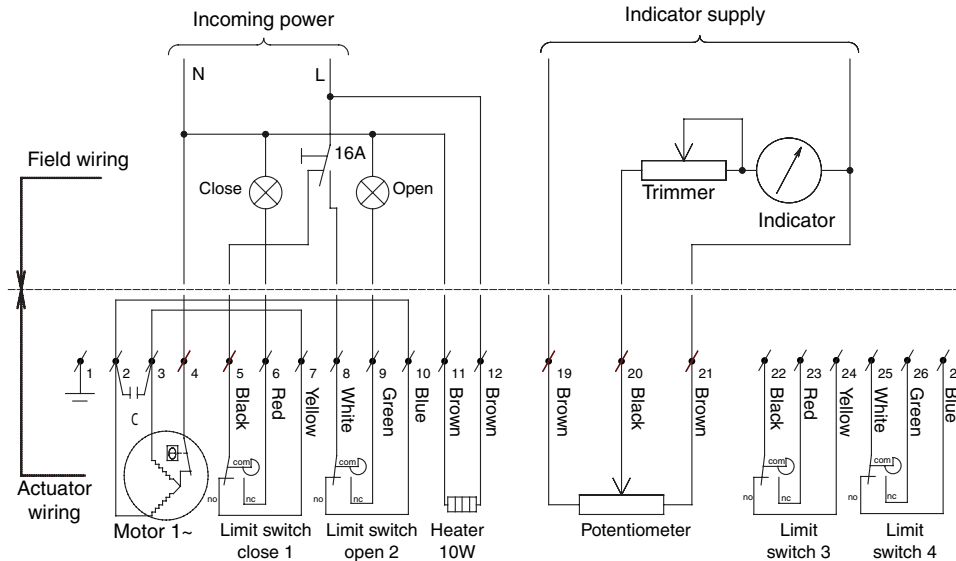 Incoming power
Indicator supply
N
L
16A
Field wiring
Close
Open
Trimmer
Indicator
1
2
3
4
5
6
7
8
9
10
11
12
19
20
21
22
23
24
25
26
2
Black
Red
Yellow
White
Green
Blue
Brown
Brown
Brown
Black
Brown
Black
Red
Yellow
White
Green
Blue
C
com
com
com
com
no
nc
no
nc
no
nc
no
nc
Actuator
wiring
Motor 1~
Limit switch
close 1
Limit switch
open 2
Heater
10W
Potentiometer
Limit
switch 3
Limit
switch 4